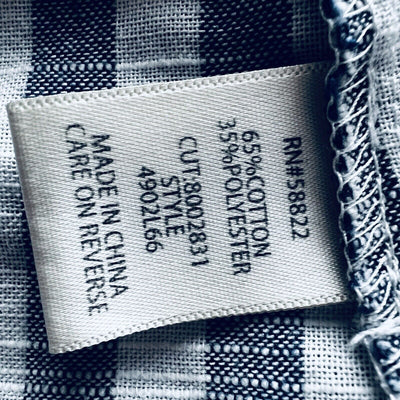 RN#58822
65%COTTON
35%POLYESTER
CUT:8002831
STYLE
4902L66
MADE IN CHINA
CARE ON REVERSE